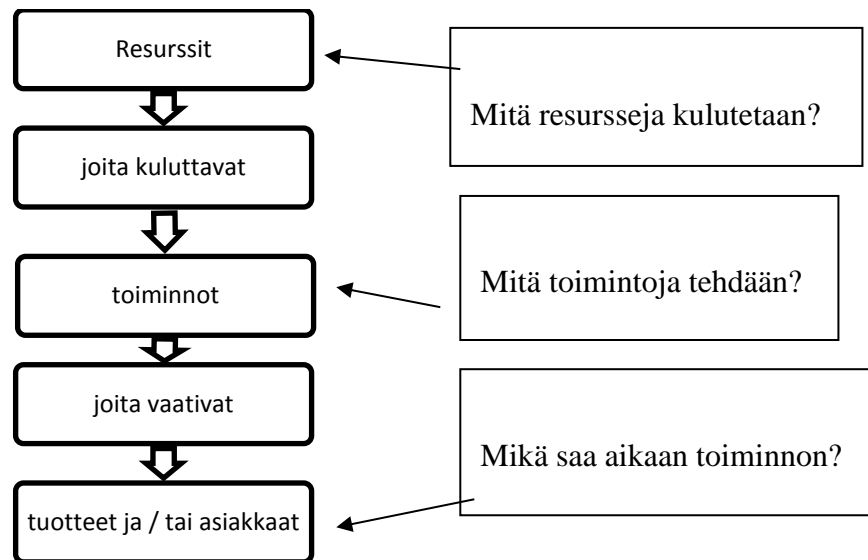 Resurssit
Mitä resursseja kulutetaan?
joita kuluttavat
toiminnot
Mitä toimintoja tehdään?
joita vaativat
Mikä saa aikaan toiminnon?
tuotteet ja / tai asiakkaat